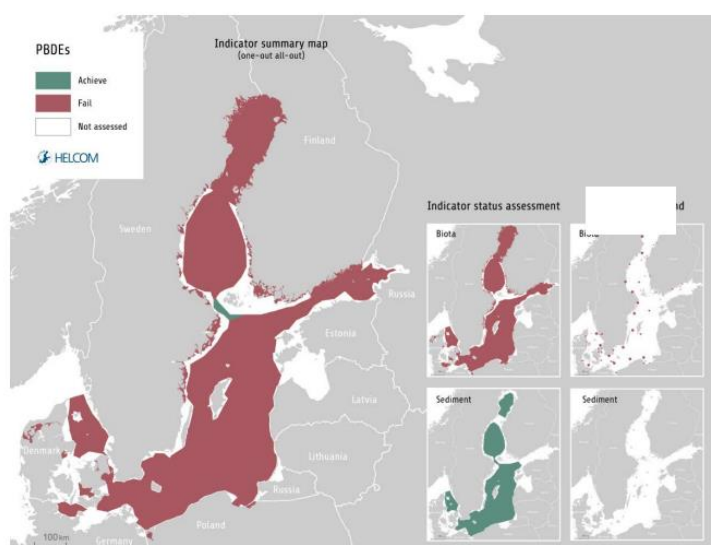 PBDEs
Achieve
Fail
Not assessed
HELCOM
Indicator summary map
(one-out all-out)
Finland
Sweden
Russia
Estonia
Latvia
Lithuania
Russia
Denmark
Poland
Germany
100 km
Indicator status assessment
Biota
Sediment
Sediment